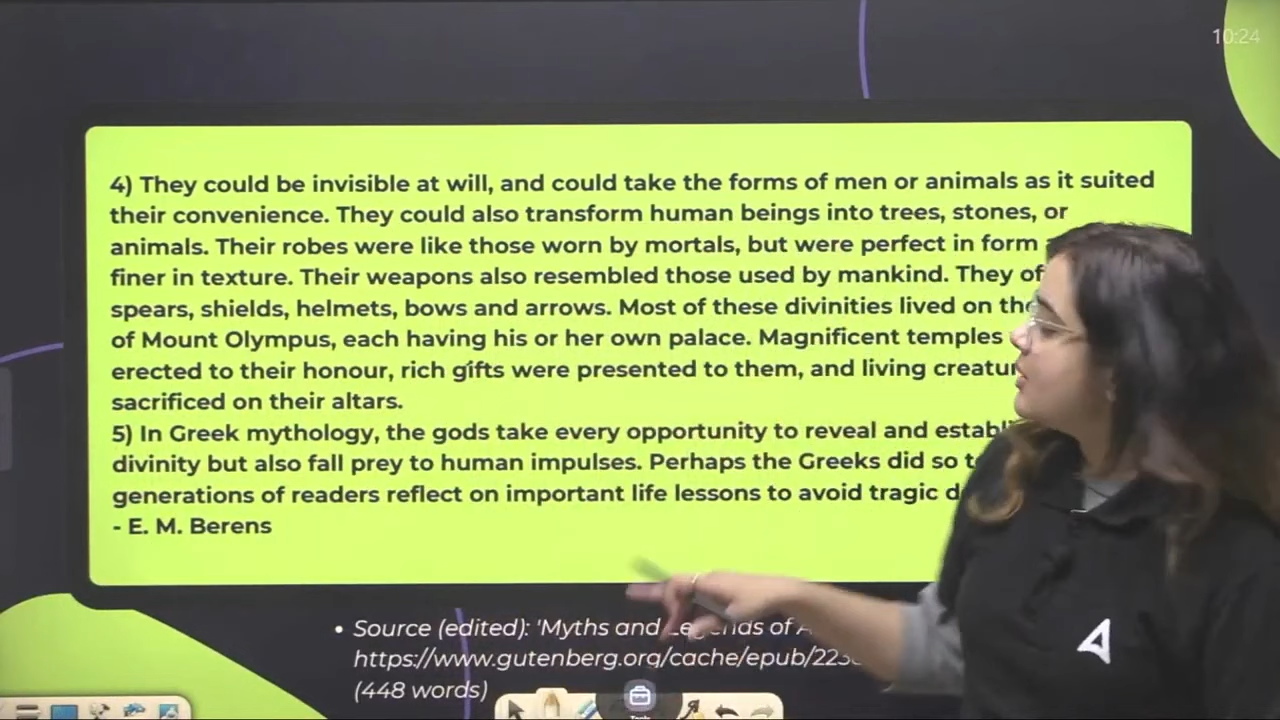 10:24
4) They could be invisible at will, and could take the forms of men or animals as it suited
their convenience. They could also transform human beings into trees, stones, or
animals. Their robes were like those worn by mortals, but were perfect in form
finer in texture. Their weapons also resembled those used by mankind. They
spears, shields, helmets, bows and arrows. Most of these divinities lived on
of Mount Olympus, each having his or her own palace. Magnificent temples
erected to their honour, rich gifts were presented to them, and living
sacrificed on their altars.
5) In Greek mythology, the gods take every opportunity to reveal and
divinity but also fall prey to human impulses. Perhaps the Greeks did so
generations of readers reflect on important life lessons to avoid tragic
- E. M. Berens
• Source (edited): 'Myths and Legends of
https://www.gutenberg.org/cache/epub/223
(448 words)